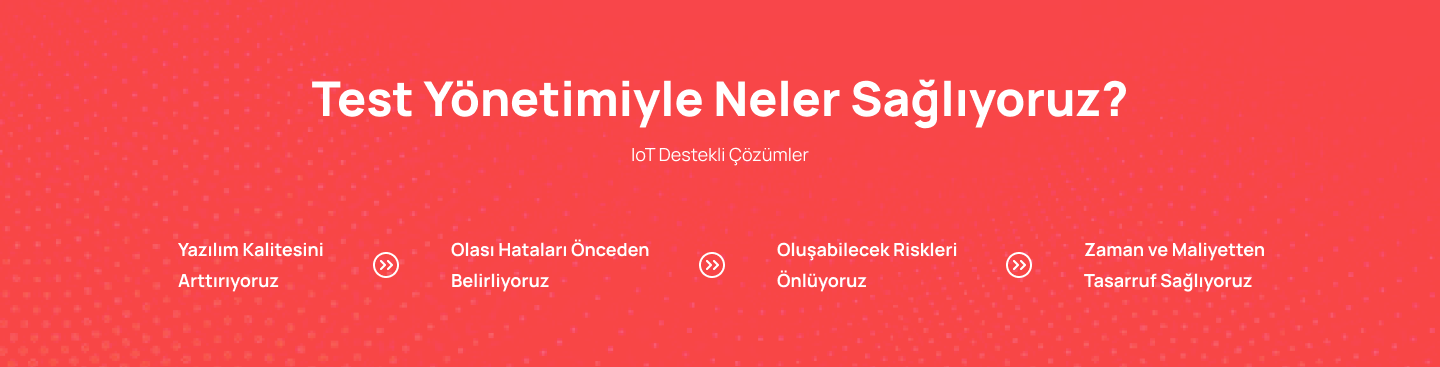 Test Yönetimiyle Neler Sağlıyoruz?
IoT Destekli Çözümler
Yazılım Kalitesini
Arttırıyoruz
Olası Hataları Önceden
Belirliyoruz
Oluşabilecek Riskleri
Önlüyoruz
Zaman ve Maliyetten
Tasarruf Sağlıyoruz